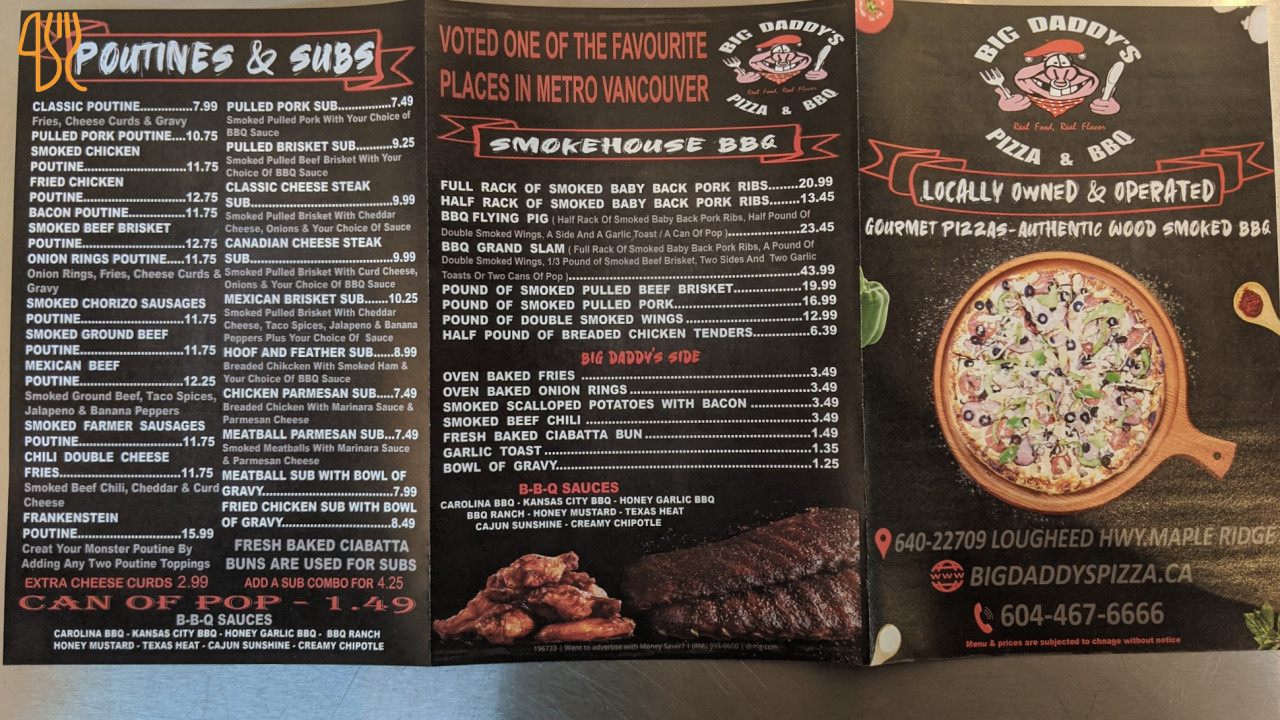 POUTINES & SUBS
CLASSIC POUTINE..............7.99
Fries, Cheese Curds & Gravy
PULLED PORK POUTINE....10.75
SMOKED CHICKEN
POUTINE...........................11.75
FRIED CHICKEN
POUTINE...........................12.75
BACON POUTINE...............11.75
SMOKED BEEF BRISKET
POUTINE...........................12.75
ONION RINGS POUTINE.....11.75
Onion Rings, Fries, Cheese Curds &
Gravy
SMOKED CHORIZO SAUSAGES
POUTINE...........................11.75
SMOKED GROUND BEEF
POUTINE...........................11.75
MEXICAN BEEF
POUTINE...........................12.25
Smoked Ground Beef, Taco Spices,
Jalapeno & Banana Peppers
SMOKED FARMER SAUSAGES
POUTINE...........................11.75
CHILI DOUBLE CHEESE
FRIES................................11.75
Smoked Beef Chili, Cheddar & Curd
Cheese
FRANKENSTEIN
POUTINE...........................15.99
Creat Your Monster Poutine By
Adding Any Two Poutine Toppings
EXTRA CHEESE CURDS 2.99
PULLED PORK SUB..............7.49
Smoked Pulled Pork With Your Choice of
BBQ Sauce
PULLED BRISKET SUB..........9.25
Smoked Pulled Beef Brisket With Your
Choice Of BBQ Sauce
CLASSIC CHEESE STEAK
SUB.....................................9.99
Smoked Pulled Brisket With Cheddar
Cheese, Onions & Your Choice Of Sauce
CANADIAN CHEESE STEAK
SUB.....................................9.99
Smoked Pulled Brisket With Curd Cheese,
Onions & Your Choice Of BBQ Sauce
MEXICAN BRISKET SUB.......10.25
Smoked Pulled Brisket With Cheddar
Cheese, Taco Spices, Jalapeno & Banana
Peppers Plus Your Choice Of Sauce
HOOF AND FEATHER SUB......8.99
Breaded Chikcken With Smoked Ham &
Your Choice Of BBQ Sauce
CHICKEN PARMESAN SUB.....7.49
Breaded Chicken With Marinara Sauce &
Parmesan Cheese
MEATBALL PARMESAN SUB...7.49
Smoked Meatballs With Marinara Sauce
& Parmesan Cheese
MEATBALL SUB WITH BOWL OF
GRAVY..................................7.99
FRIED CHICKEN SUB WITH BOWL
OF GRAVY............................8.49
FRESH BAKED CIABATTA
BUNS ARE USED FOR SUBS
ADD A SUB COMBO FOR 4.25
CAN OF POP - 1.49
B-B-Q SAUCES
CAROLINA BBQ - KANSAS CITY BBQ - HONEY GARLIC BBQ - BBQ RANCH
HONEY MUSTARD - TEXAS HEAT - CAJUN SUNSHINE - CREAMY CHIPOTLE
VOTED ONE OF THE FAVOURITE
PLACES IN METRO VANCOUVER
BIG DADDY'S
Real Food, Real Flavor
PIZZA & BBQ
SMOKEHOUSE BBQ
FULL RACK OF SMOKED BABY BACK PORK RIBS.......20.99
HALF RACK OF SMOKED BABY BACK PORK RIBS.......13.45
BBQ FLYING PIG ( Half Rack Of Smoked Baby Back Pork Ribs, Half Pound Of
Double Smoked Wings, A Side And A Garlic Toast / A Can Of Pop )..................23.45
BBQ GRAND SLAM ( Full Rack Of Smoked Baby Back Pork Ribs, A Pound Of
Double Smoked Wings, 1/3 Pound of Smoked Beef Brisket, Two Sides And Two Garlic
Toasts Or Two Cans Of Pop )..........................................43.99
POUND OF SMOKED PULLED BEEF BRISKET..............19.99
POUND OF SMOKED PULLED PORK..........................16.99
POUND OF DOUBLE SMOKED WINGS........................12.99
HALF POUND OF BREADED CHICKEN TENDERS.............6.39
BIG DADDY'S SIDE
OVEN BAKED FRIES ...............................................3.49
OVEN BAKED ONION RINGS.....................................3.49
SMOKED SCALLOPED POTATOES WITH BACON ..............3.49
SMOKED BEEF CHILI ..............................................3.49
FRESH BAKED CIABATTA BUN...................................1.49
GARLIC TOAST......................................................1.35
BOWL OF GRAVY...................................................1.25
B-B-Q SAUCES
CAROLINA BBQ - KANSAS CITY BBQ - HONEY GARLIC BBQ
BBQ RANCH - HONEY MUSTARD - TEXAS HEAT
CAJUN SUNSHINE - CREAMY CHIPOTLE
196733 | Want to advertise with Money Saver?
BIG DADDY'S
Real Food, Real Flavor
PIZZA & BBQ
LOCALLY OWNED & OPERATED
GOURMET PIZZAS-AUTHENTIC WOOD SMOKED BBQ
640-22709 LOUGHEED HWY.MAPLE RIDGE
WWW BIGDADDYSPIZZA.CA
604-467-6666
Menu & prices are subjected to chnage without notice